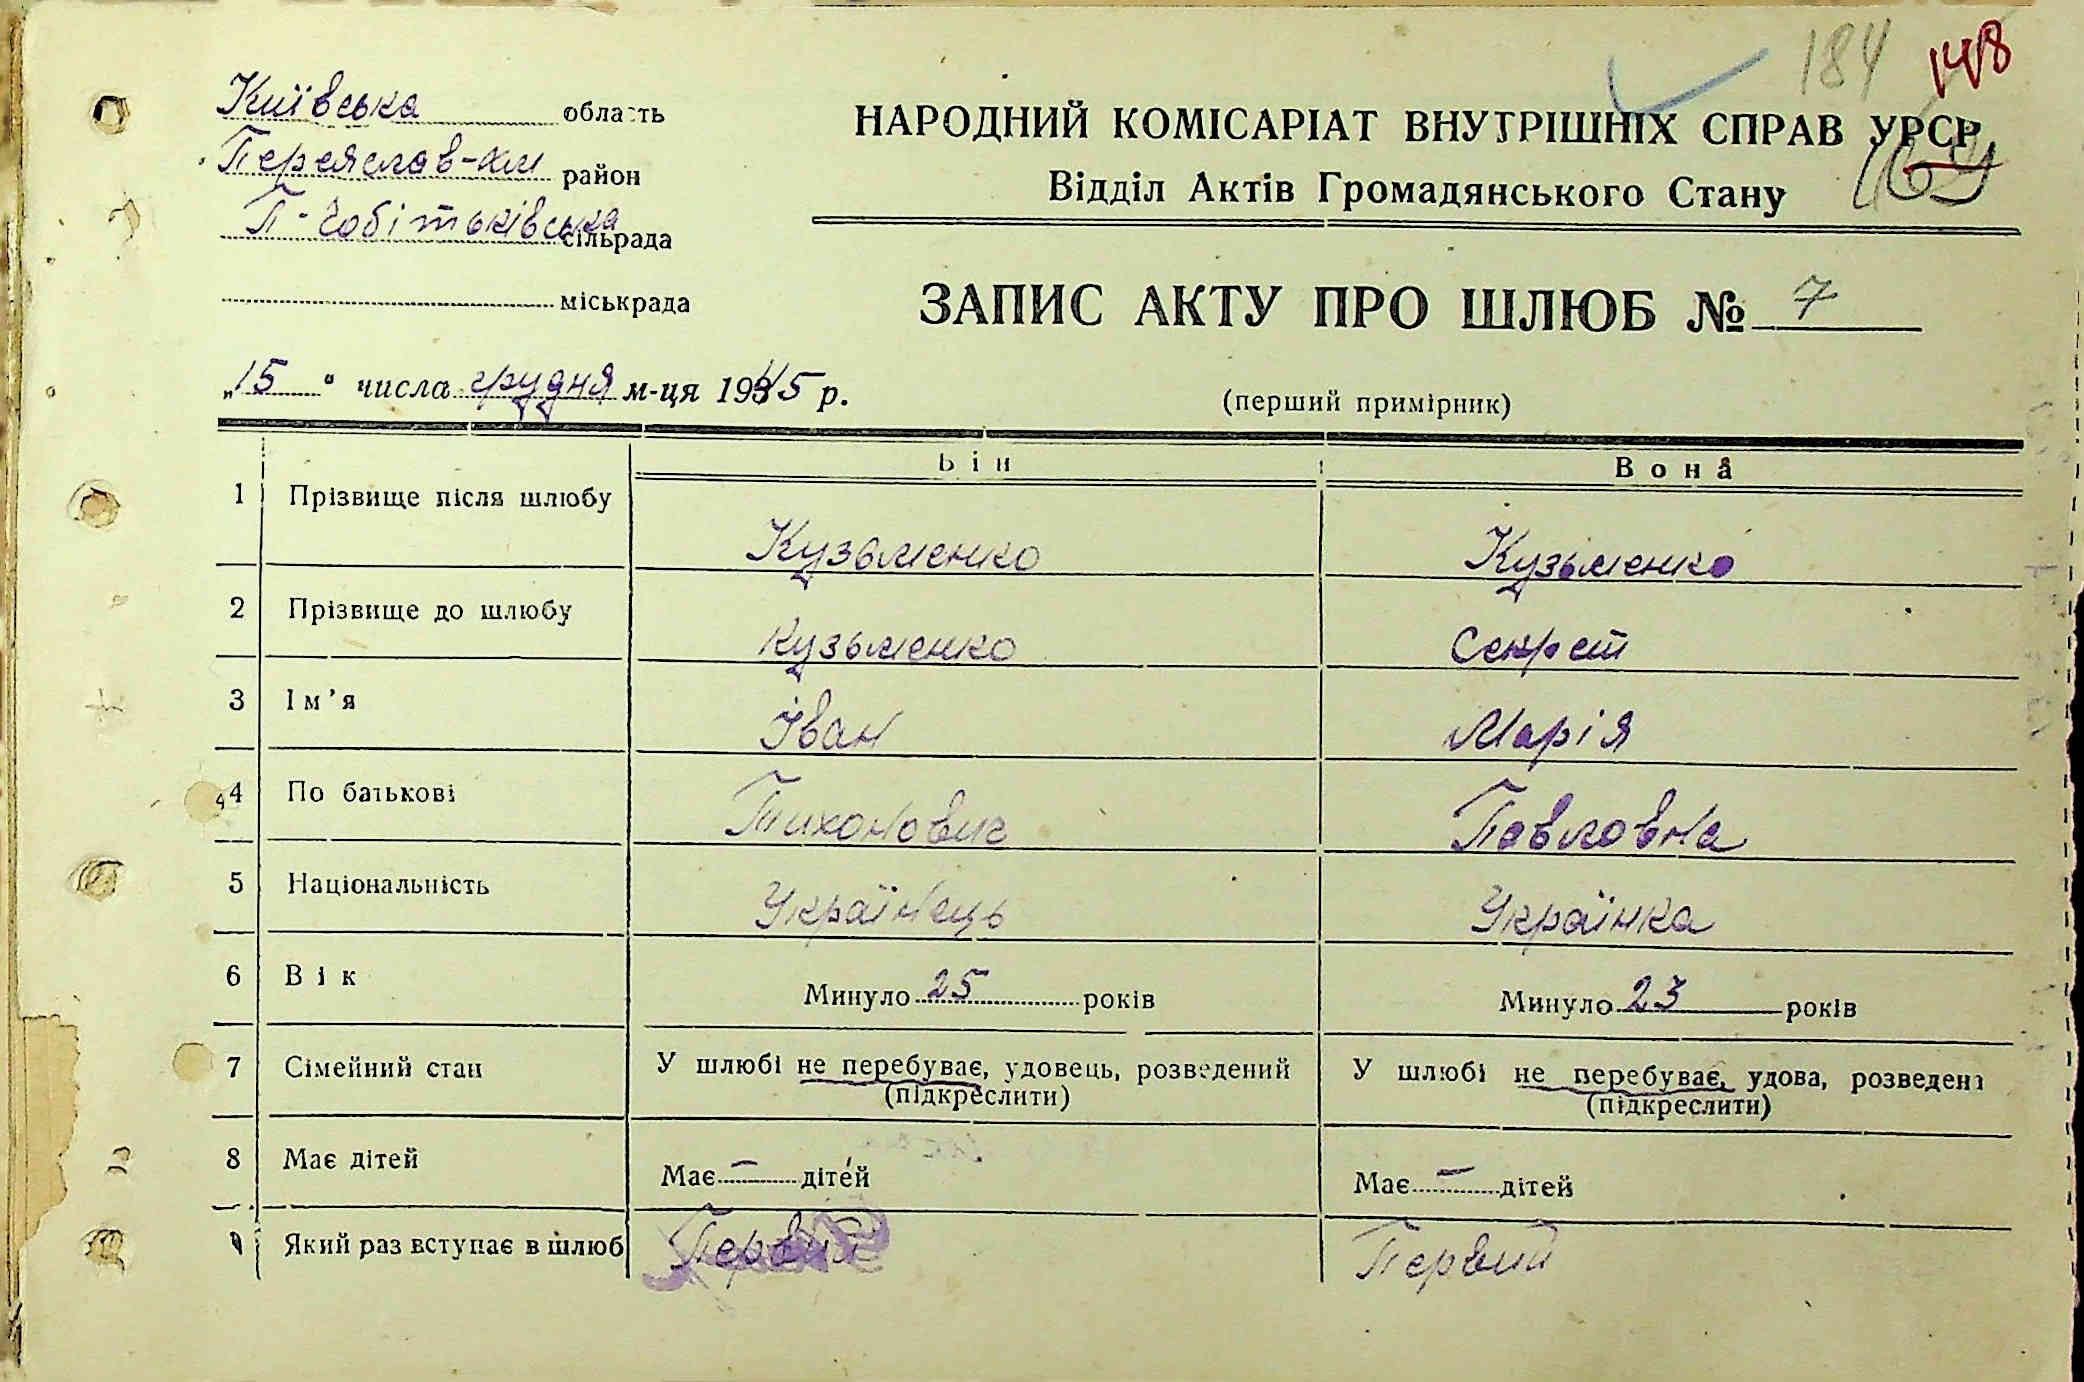 184 148
Київська область
НАРОДНИЙ КОМІСАРІАТ ВНУТРІШНІХ СПРАВ УРСР
Переяслав-Хм район
169
Відділ Актів Громадянського Стану
П-Чобітьківська сільрада
міськрада
ЗАПИС АКТУ ПРО ШЛЮБ № 7
„15" числа грудня м-ця 1945 р.
(перший примірник)
Він Вона
1 Прізвище після шлюбу Кузьменко Кузьменко
2 Прізвище до шлюбу Кузьменко Секрет
3 Ім'я Іван Марія
4 По батькові Тихонович Павловна
5 Національність Українець Українка
6 Вік Минуло 25 років Минуло 23 років
7 Сімейний стан У шлюбі не перебуває, удовець, розведений У шлюбі не перебуває, удова, розведена
(підкреслити) (підкреслити)
8 Має дітей Має – дітей Має – дітей
9 Який раз вступає в шлюб Первий Первий